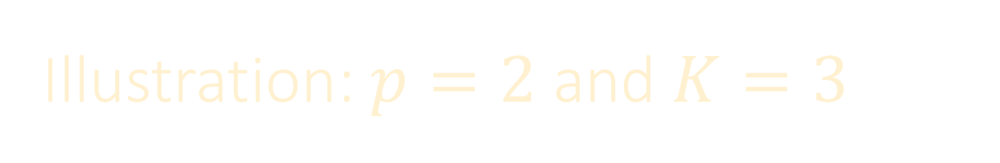 Illustration: p = 2 and K = 3